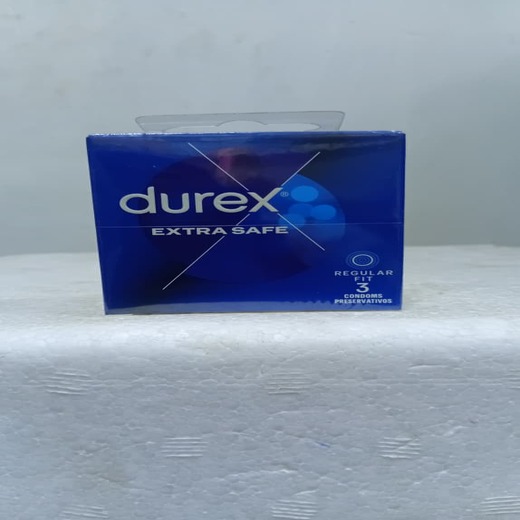 durex®
EXTRA SAFE
REGULAR
FIT
3
CONDOMS
PRESERVATIVOS